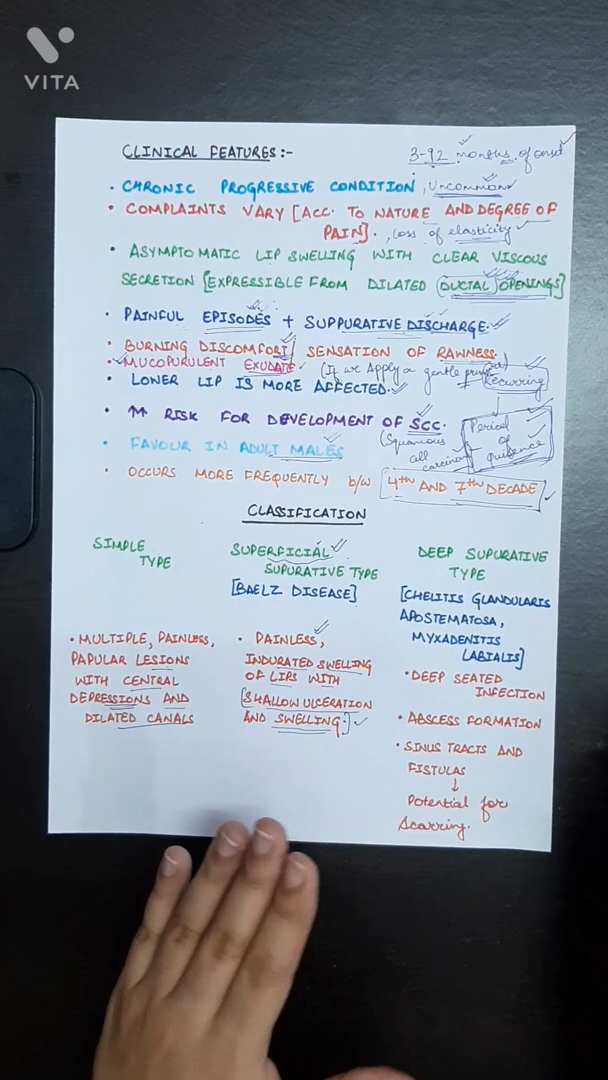 VITA
CLINICAL FEATURES:-
3-92 months of onset
• CHRONIC PROGRESSIVE CONDITION, Uncommon
• COMPLAINTS VARY [ACC. TO NATURE AND DEGREE OF
PAIN]. , Loss of elasticity
• ASYMPTOMATIC LIP SWELLING WITH CLEAR VISCOUS
SECRETION [EXPRESSIBLE FROM DILATED (DUCTAL) OPENINGS]
• PAINFUL EPISODES + SUPPURATIVE DISCHARGE.
• BURNING DISCOMFORT / SENSATION OF RAWNESS.
• MUCOPURULENT EXUDATE (If we Apply a gentle
• LOWER LIP IS MORE AFFECTED. Recurring
• ↑↑ RISK FOR DEVELOPMENT OF SCC. Period
(Squamous of
• FAVOUR IN ADULT MALES cell quisence
carcinoma
• OCCURS MORE FREQUENTLY b/w [4th AND 7th DECADE]
CLASSIFICATION
SIMPLE
TYPE
• MULTIPLE, PAINLESS,
PAPULAR LESIONS
WITH CENTRAL
DEPRESSIONS AND
DILATED CANALS
SUPERFICIAL
SUPURATIVE TYPE
[BAELZ DISEASE]
• PAINLESS,
INDURATED SWELLING
OF LIPS WITH
[SHALLOW ULCERATION
AND SWELLING.]
DEEP SUPURATIVE
TYPE
[CHELITIS GLANDULARIS
APOSTEMATOSA,
MYXADENITIS
LABIALIS]
• DEEP SEATED
INFECTION
• ABSCESS FORMATION
• SINUS TRACTS AND
FISTULAS
↓
Potential for
Scarring.